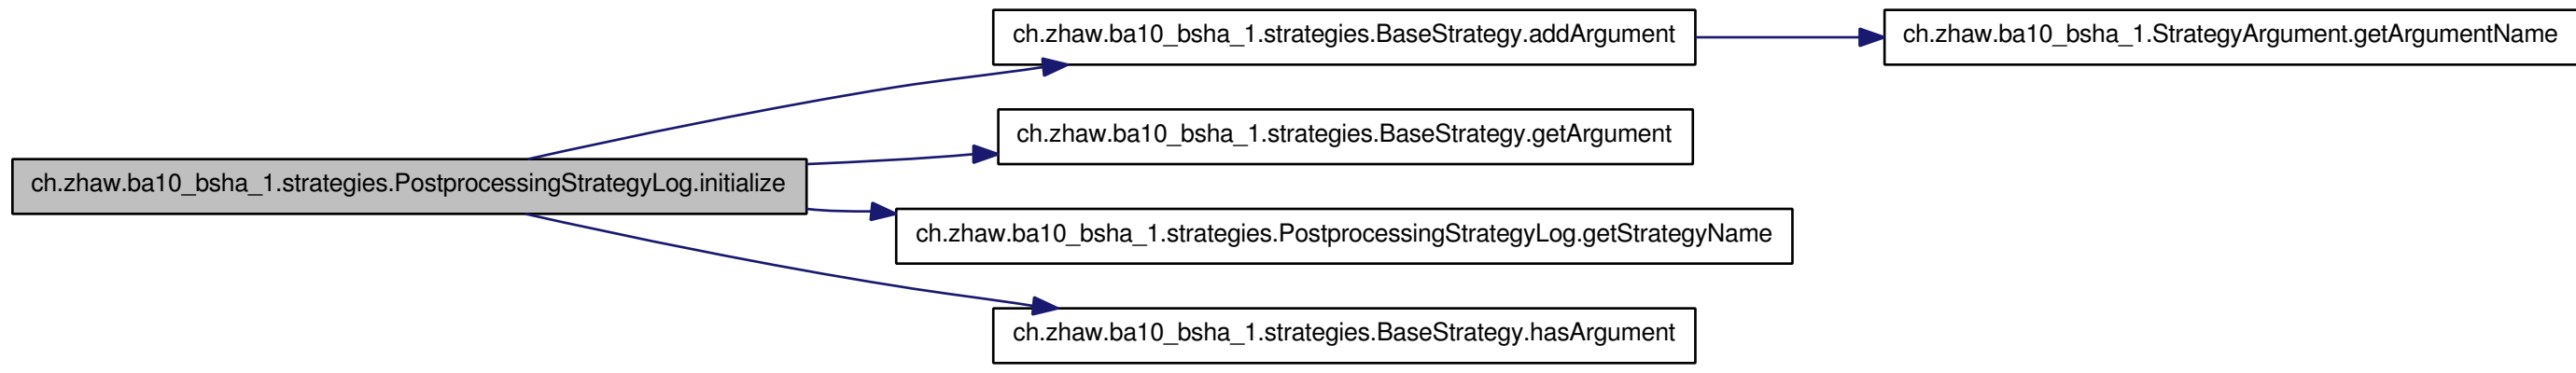 ch.zhaw.ba10_bsha_1.strategies.PostprocessingStrategyLog.initialize
ch.zhaw.ba10_bsha_1.strategies.BaseStrategy.addArgument
ch.zhaw.ba10_bsha_1.StrategyArgument.getArgumentName
ch.zhaw.ba10_bsha_1.strategies.BaseStrategy.getArgument
ch.zhaw.ba10_bsha_1.strategies.PostprocessingStrategyLog.getStrategyName
ch.zhaw.ba10_bsha_1.strategies.BaseStrategy.hasArgument